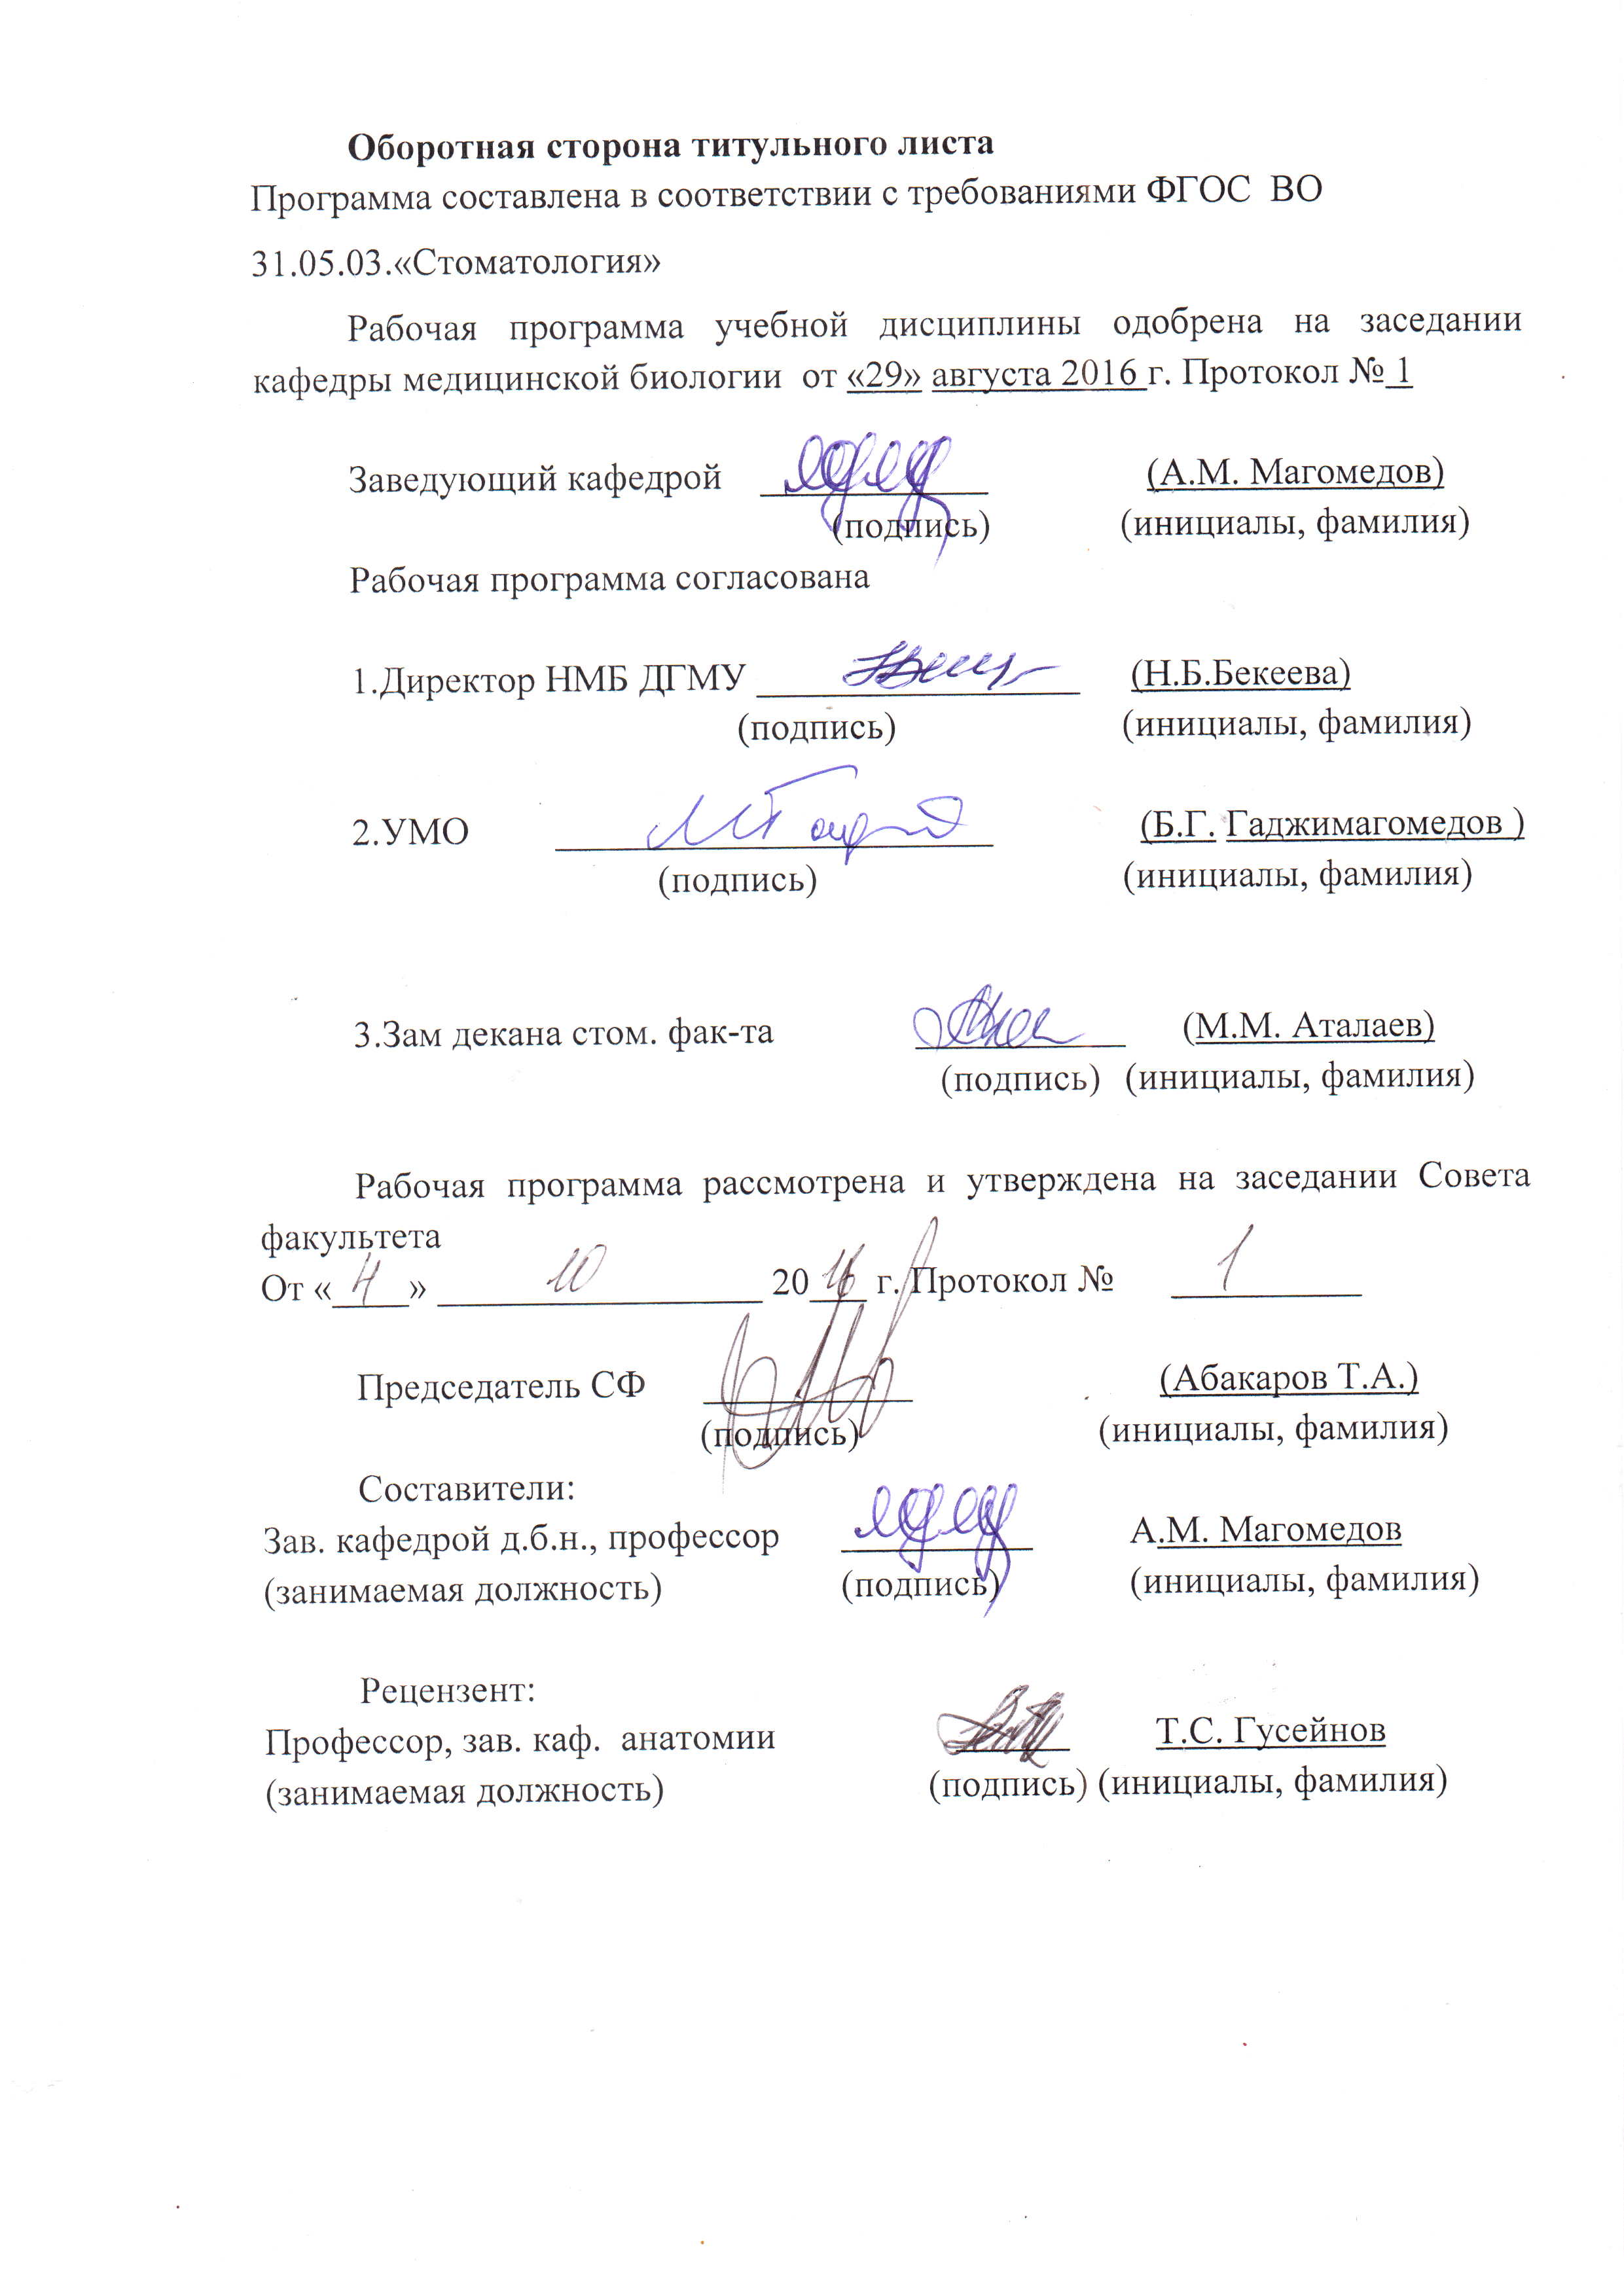 Оборотная сторона титульного листа
Программа составлена в соответствии с требованиями ФГОС ВО
31.05.03.«Стоматология»
Рабочая программа учебной дисциплины одобрена на заседании
кафедры медицинской биологии от «29» августа 2016 г. Протокол № 1
Заведующий кафедрой (А.М. Магомедов)
(подпись) (инициалы, фамилия)
Рабочая программа согласована
1.Директор НМБ ДГМУ (Н.Б.Бекеева)
(подпись) (инициалы, фамилия)
2.УМО (Б.Г. Гаджимагомедов )
(подпись) (инициалы, фамилия)
3.Зам декана стом. фак-та (М.М. Аталаев)
(подпись) (инициалы, фамилия)
Рабочая программа рассмотрена и утверждена на заседании Совета
факультета
От «4» 10 2016 г. Протокол № 1
Председатель СФ (Абакаров Т.А.)
(подпись) (инициалы, фамилия)
Составители:
Зав. кафедрой д.б.н., профессор А.М. Магомедов
(занимаемая должность) (подпись) (инициалы, фамилия)
Рецензент:
Профессор, зав. каф. анатомии Т.С. Гусейнов
(занимаемая должность) (подпись) (инициалы, фамилия)